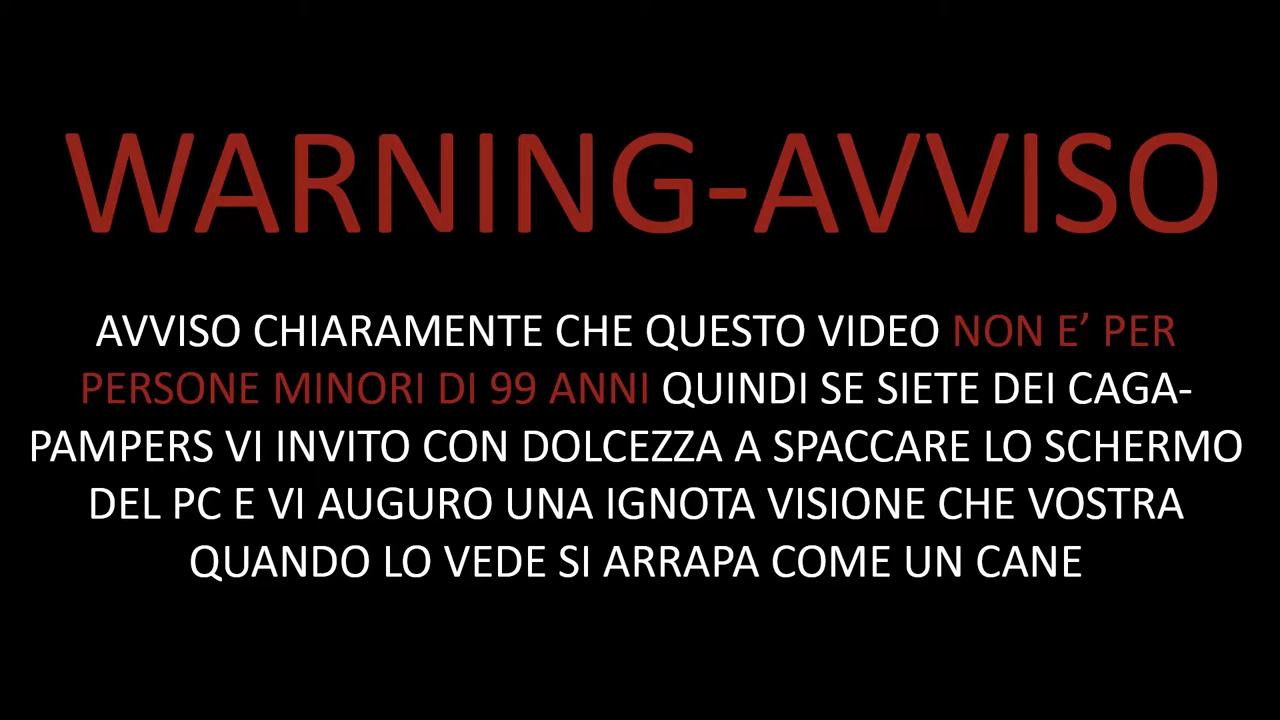 WARNING-AVVISO
AVVISO CHIARAMENTE CHE QUESTO VIDEO NON E’ PER
PERSONE MINORI DI 99 ANNI QUINDI SE SIETE DEI CAGA-
PAMPERS VI INVITO CON DOLCEZZA A SPACCARE LO SCHERMO
DEL PC E VI AUGURO UNA IGNOTA VISIONE CHE VOSTRA
QUANDO LO VEDE SI ARRAPA COME UN CANE